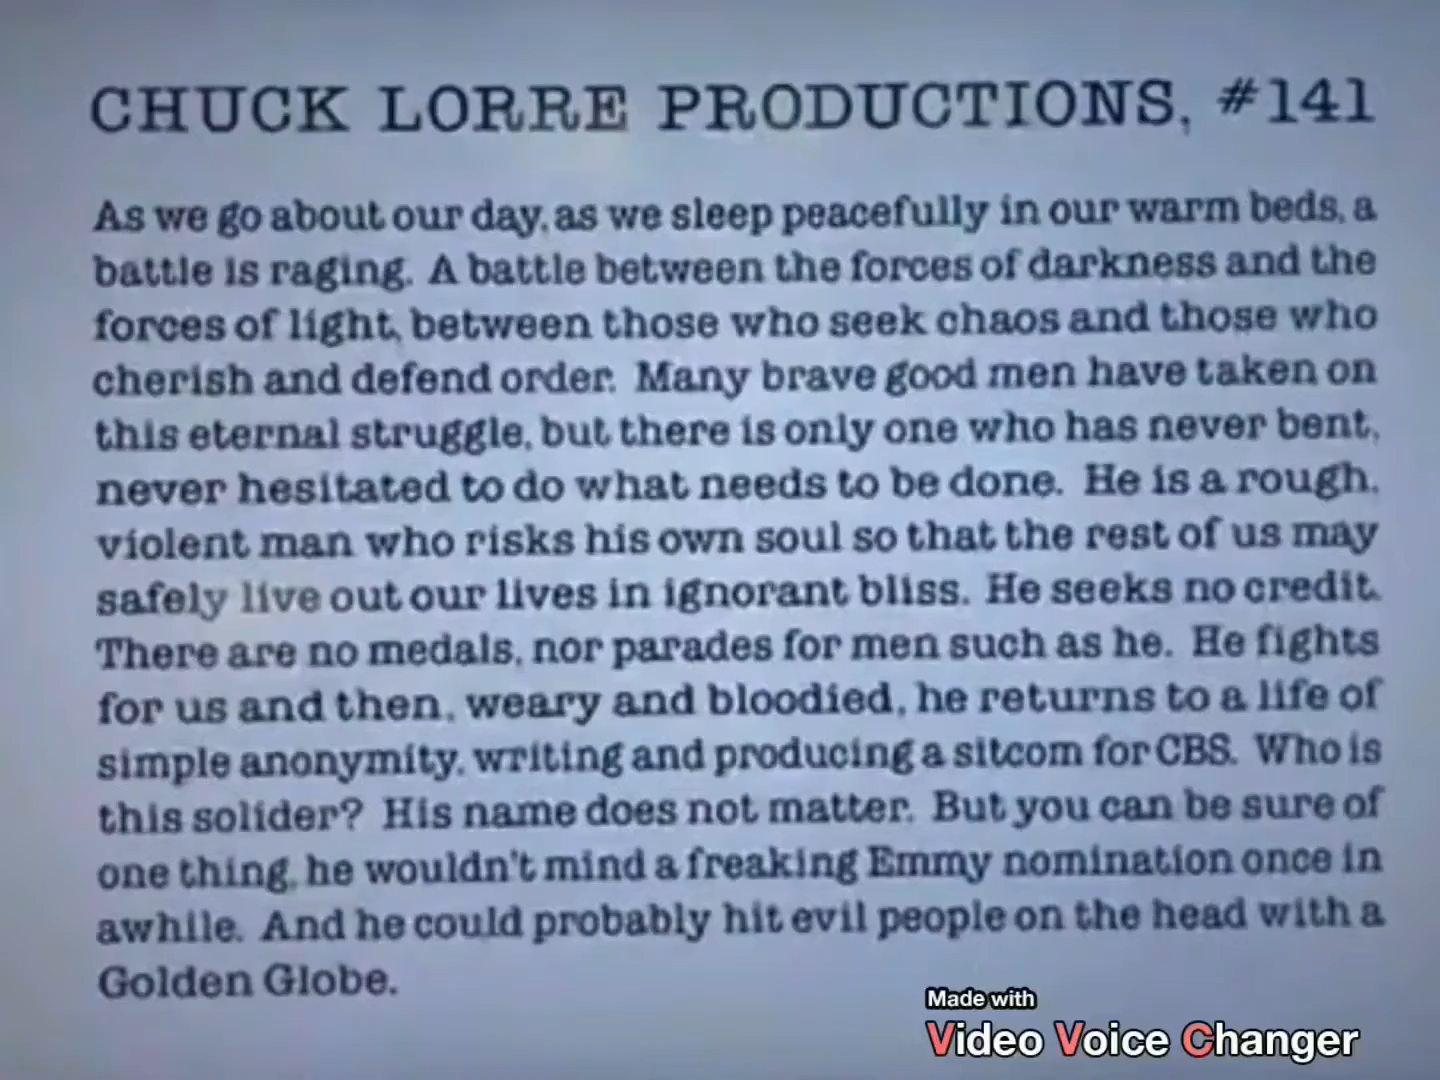 CHUCK LORRE PRODUCTIONS, #141
As we go about our day, as we sleep peacefully in our warm beds, a
battle is raging. A battle between the forces of darkness and the
forces of light, between those who seek chaos and those who
cherish and defend order. Many brave good men have taken on
this eternal struggle, but there is only one who has never bent,
never hesitated to do what needs to be done. He is a rough,
violent man who risks his own soul so that the rest of us may
safely live out our lives in ignorant bliss. He seeks no credit.
There are no medals, nor parades for men such as he. He fights
for us and then, weary and bloodied, he returns to a life of
simple anonymity, writing and producing a sitcom for CBS. Who is
this solider? His name does not matter. But you can be sure of
one thing, he wouldn't mind a freaking Emmy nomination once in
awhile. And he could probably hit evil people on the head with a
Golden Globe.
Made with
Video Voice Changer